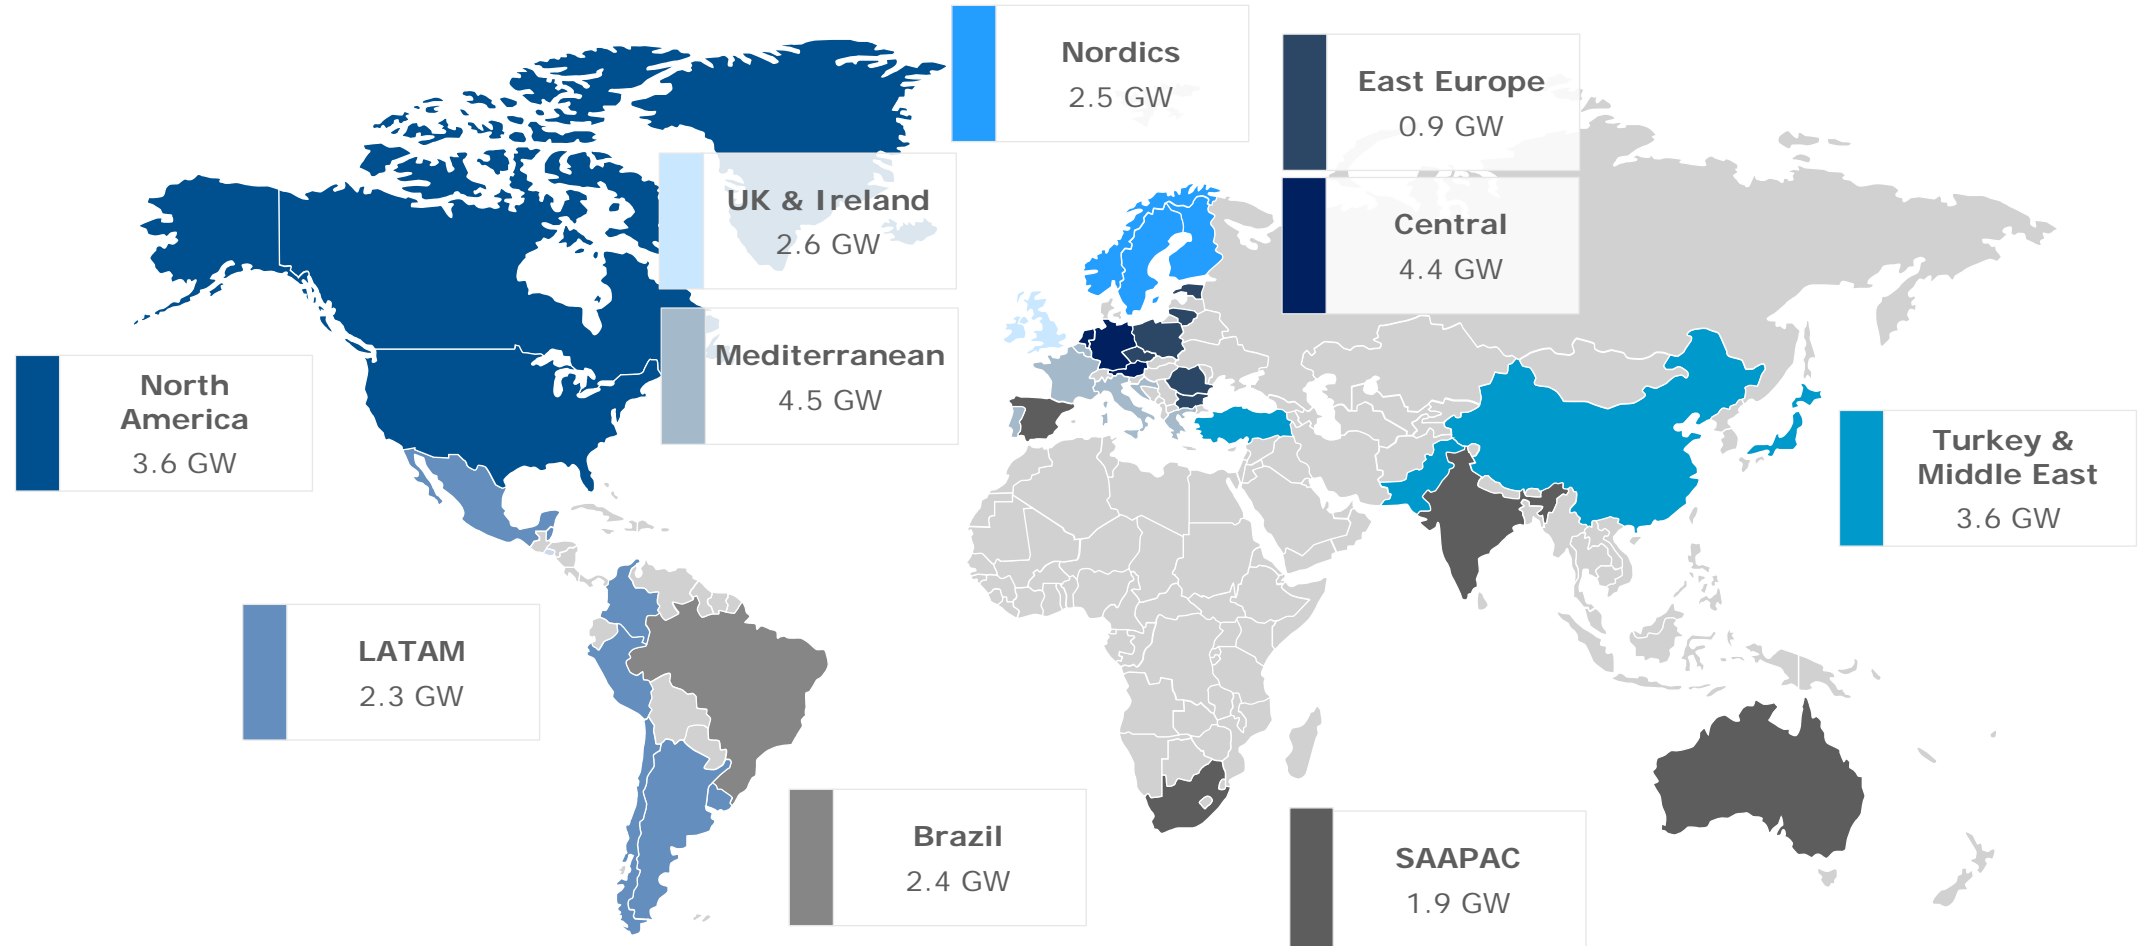 Nordics
2.5 GW
East Europe
0.9 GW
UK & Ireland
2.6 GW
Central
4.4 GW
Mediterranean
4.5 GW
North
America
3.6 GW
Turkey &
Middle East
3.6 GW
LATAM
2.3 GW
Brazil
2.4 GW
SAAPAC
1.9 GW